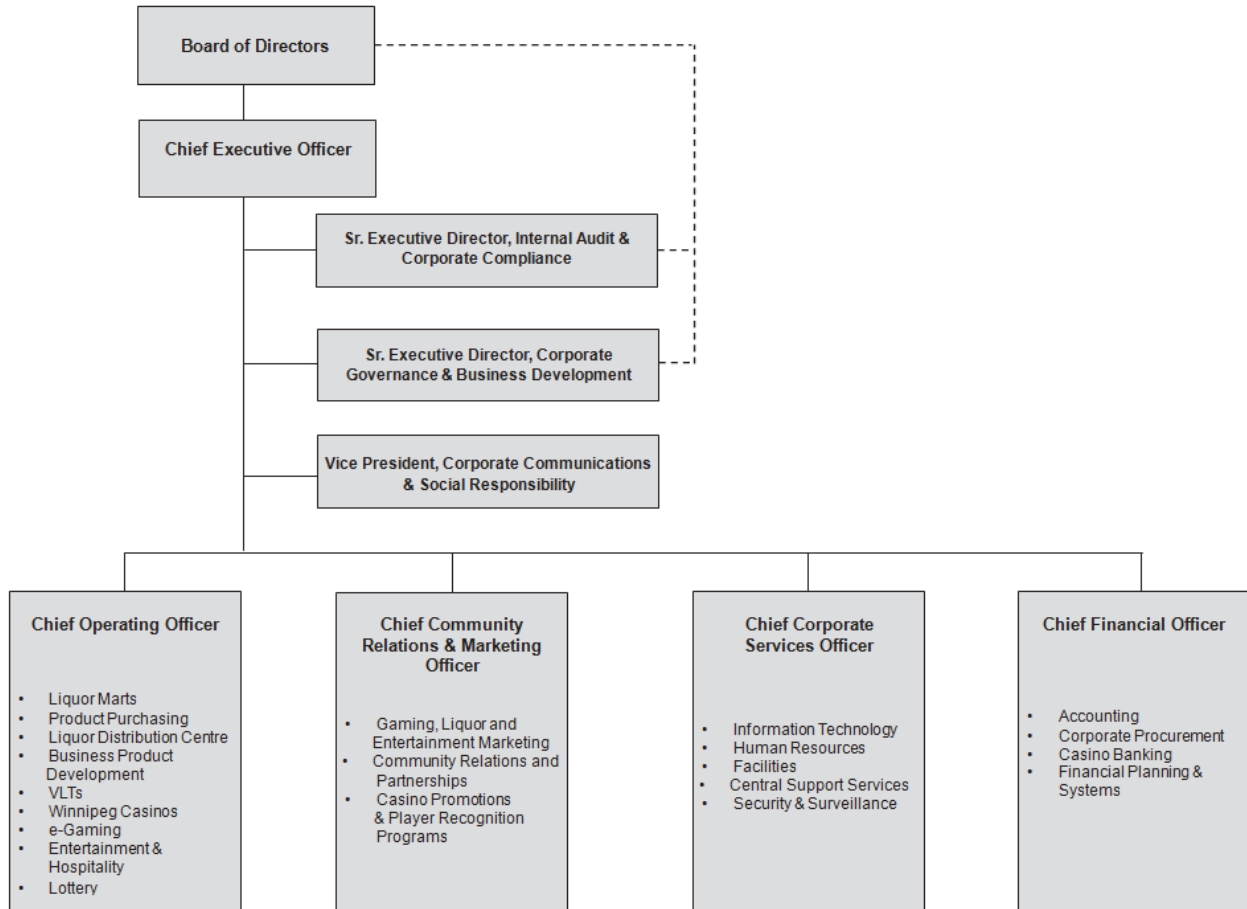 Board of Directors
Chief Executive Officer
Sr. Executive Director, Internal Audit &
Corporate Compliance
Sr. Executive Director, Corporate
Governance & Business Development
Vice President, Corporate Communications
& Social Responsibility
Chief Operating Officer
• Liquor Marts
• Product Purchasing
• Liquor Distribution Centre
• Business Product
Development
• VLTs
• Winnipeg Casinos
• e-Gaming
• Entertainment &
Hospitality
• Lottery
Chief Community
Relations & Marketing
Officer
• Gaming, Liquor and
Entertainment Marketing
• Community Relations and
Partnerships
• Casino Promotions
& Player Recognition
Programs
Chief Corporate
Services Officer
• Information Technology
• Human Resources
• Facilities
• Central Support Services
• Security & Surveillance
Chief Financial Officer
• Accounting
• Corporate Procurement
• Casino Banking
• Financial Planning &
Systems